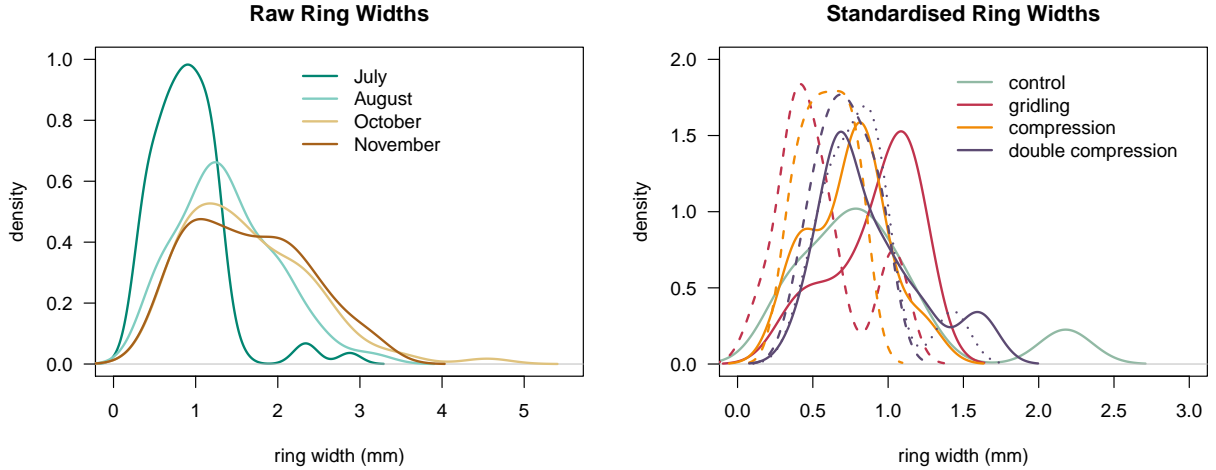 Raw Ring Widths
density
1.0
0.8
0.6
0.4
0.2
0.0
July
August
October
November
0 1 2 3 4 5
ring width (mm)
Standardised Ring Widths
density
2.0
1.5
1.0
0.5
0.0
control
gridling
compression
double compression
0.0 0.5 1.0 1.5 2.0 2.5 3.0
ring width (mm)